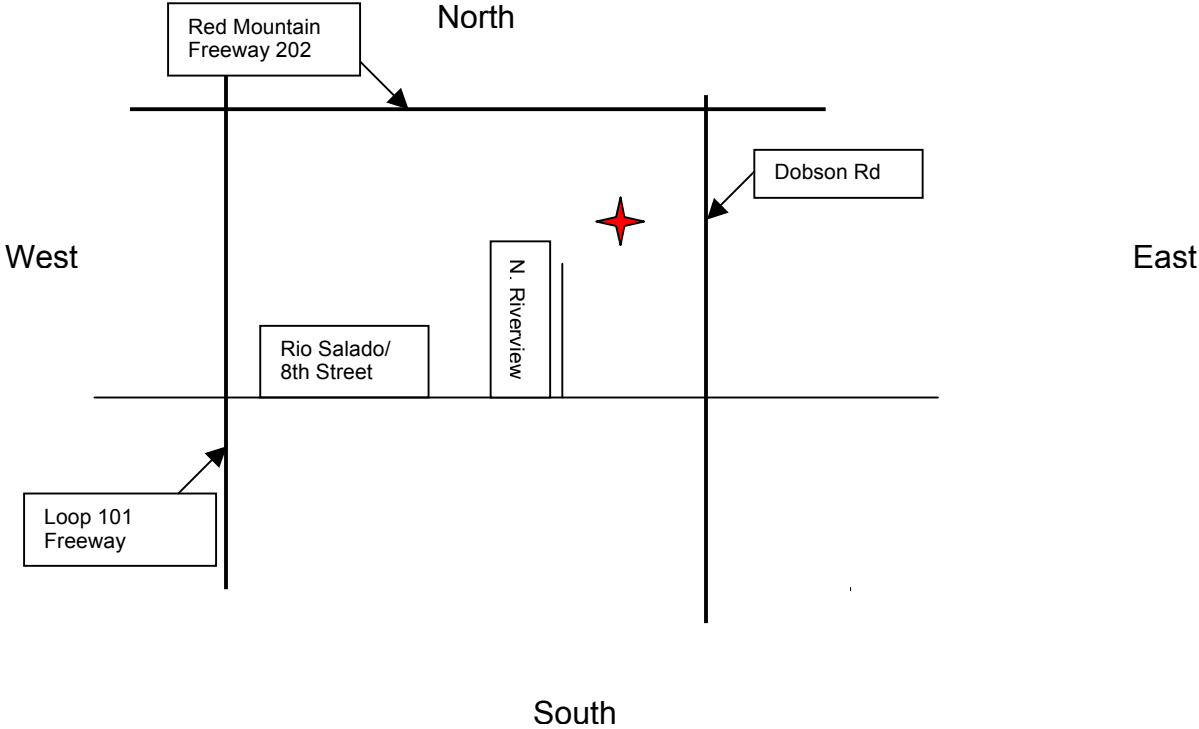 North
Red Mountain
Freeway 202
Dobson Rd
West
East
N. Riverview
Rio Salado/
8th Street
Loop 101
Freeway
South